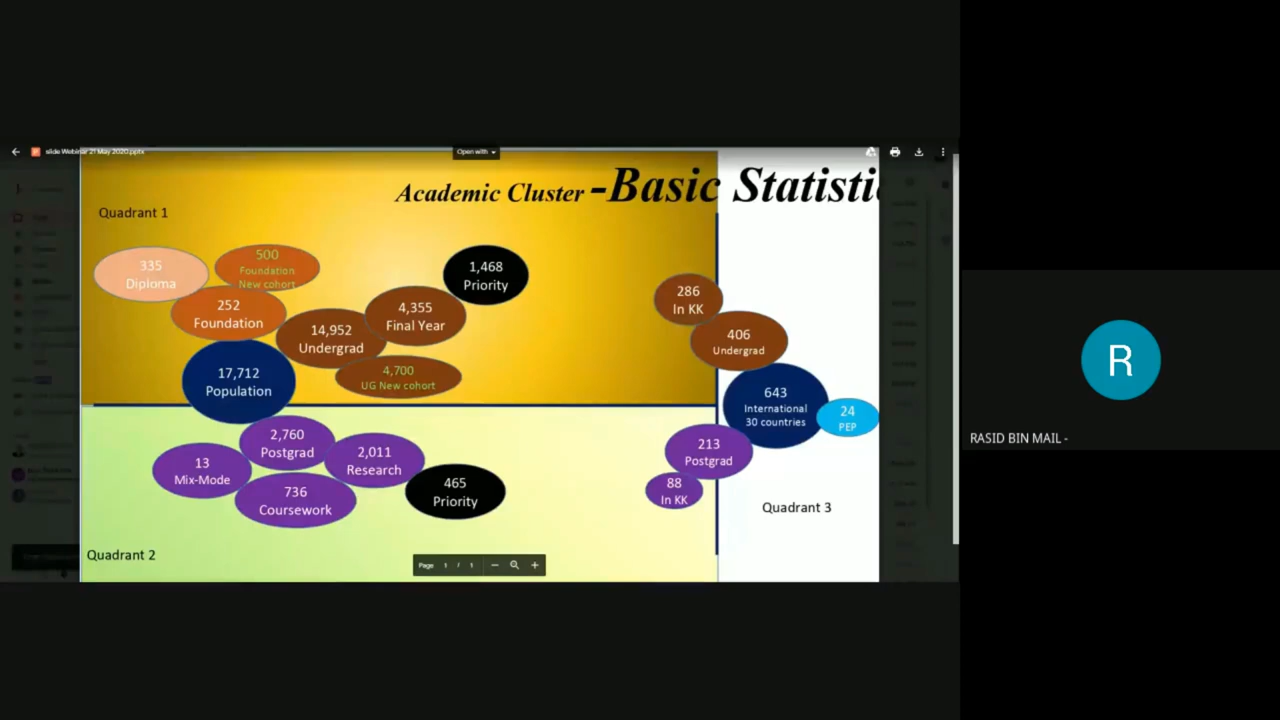 slide Webinar 21 May 2020.pptx
Open with
Academic Cluster -Basic Statisti
Quadrant 1
335
Diploma
500
Foundation
New cohort
252
Foundation
14,952
Undergrad
4,355
Final Year
1,468
Priority
4,700
UG New cohort
17,712
Population
286
In KK
406
Undergrad
643
International
30 countries
24
PEP
2,760
Postgrad
13
Mix-Mode
2,011
Research
736
Coursework
465
Priority
213
Postgrad
88
In KK
Quadrant 3
Quadrant 2
Page 1 / 1
R
RASID BIN MAIL -